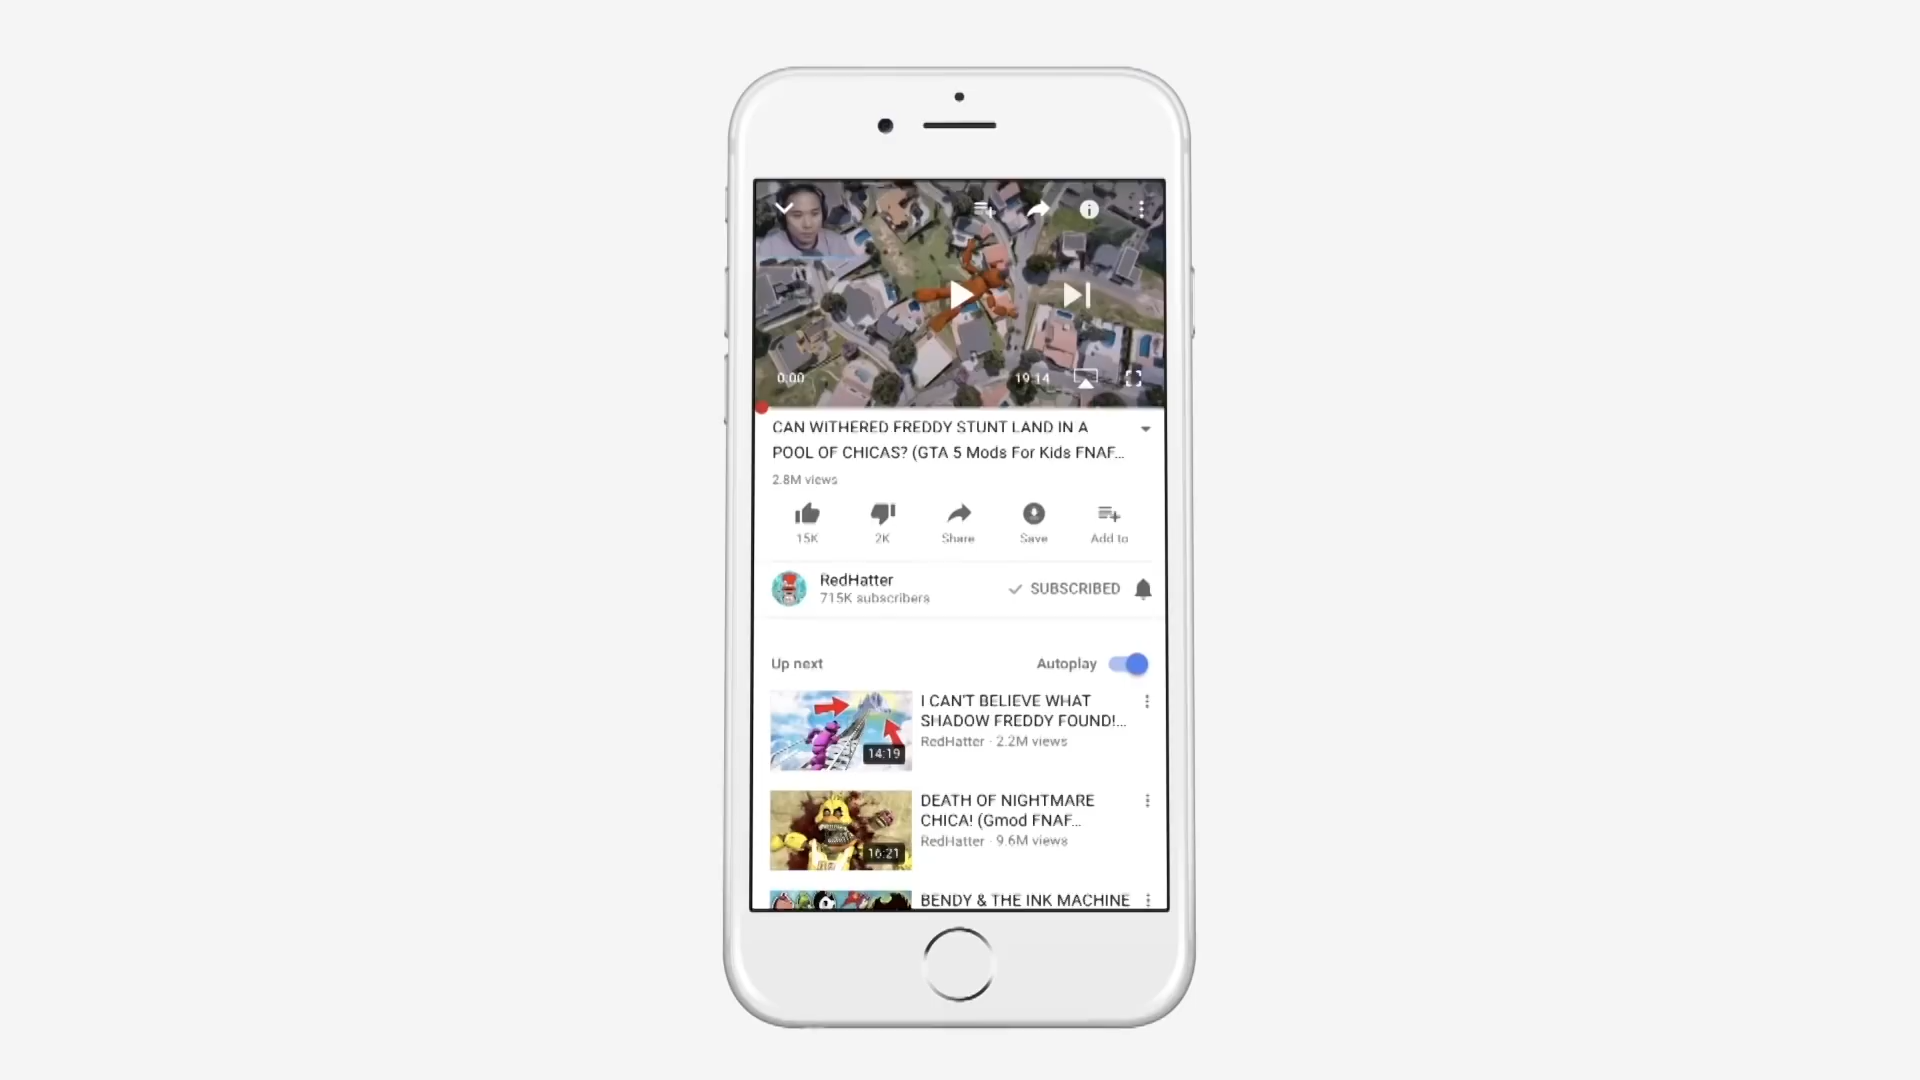 0:00
19:14
CAN WITHERED FREDDY STUNT LAND IN A
POOL OF CHICAS? (GTA 5 Mods For Kids FNAF...
2.8M views
15K
2K
Share
Save
Add to
RedHatter
715K subscribers
SUBSCRIBED
Up next
Autoplay
14:19
I CAN'T BELIEVE WHAT
SHADOW FREDDY FOUND!...
RedHatter · 2.2M views
16:21
DEATH OF NIGHTMARE
CHICA! (Gmod FNAF...
RedHatter · 9.6M views
BENDY & THE INK MACHINE